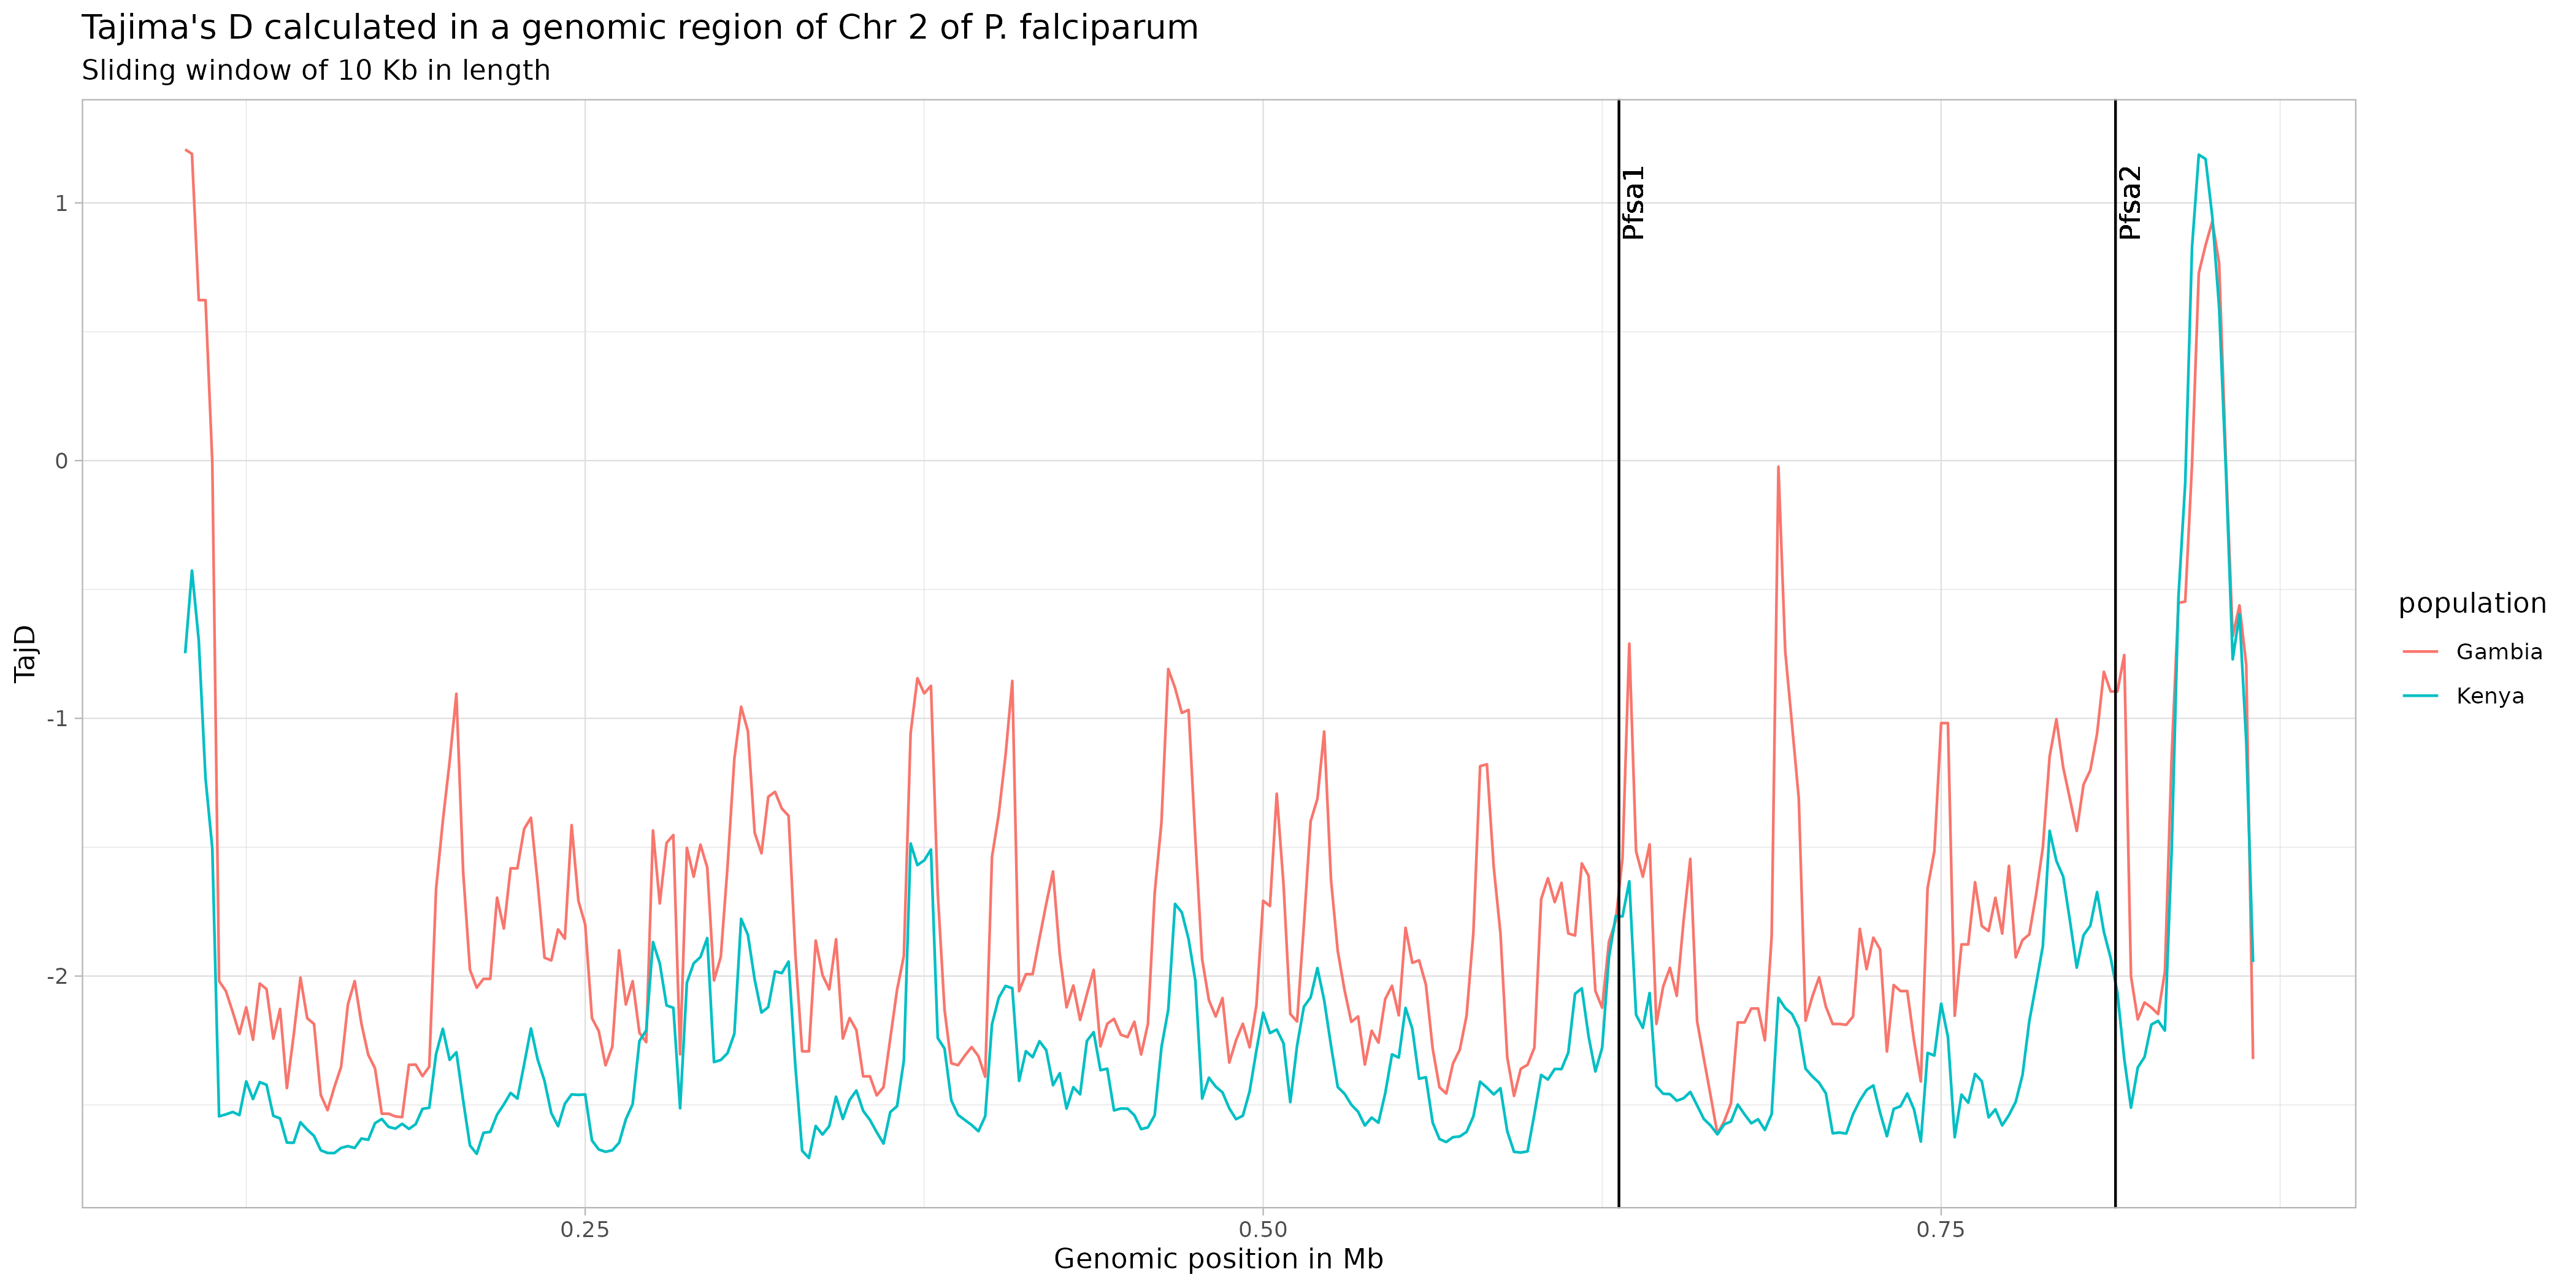 Tajima's D calculated in a genomic region of Chr 2 of P. falciparum
Sliding window of 10 Kb in length
Pfsa1
Pfsa2
1
0
-1
-2
TajD
0.25
0.50
0.75
Genomic position in Mb
population
Gambia
Kenya